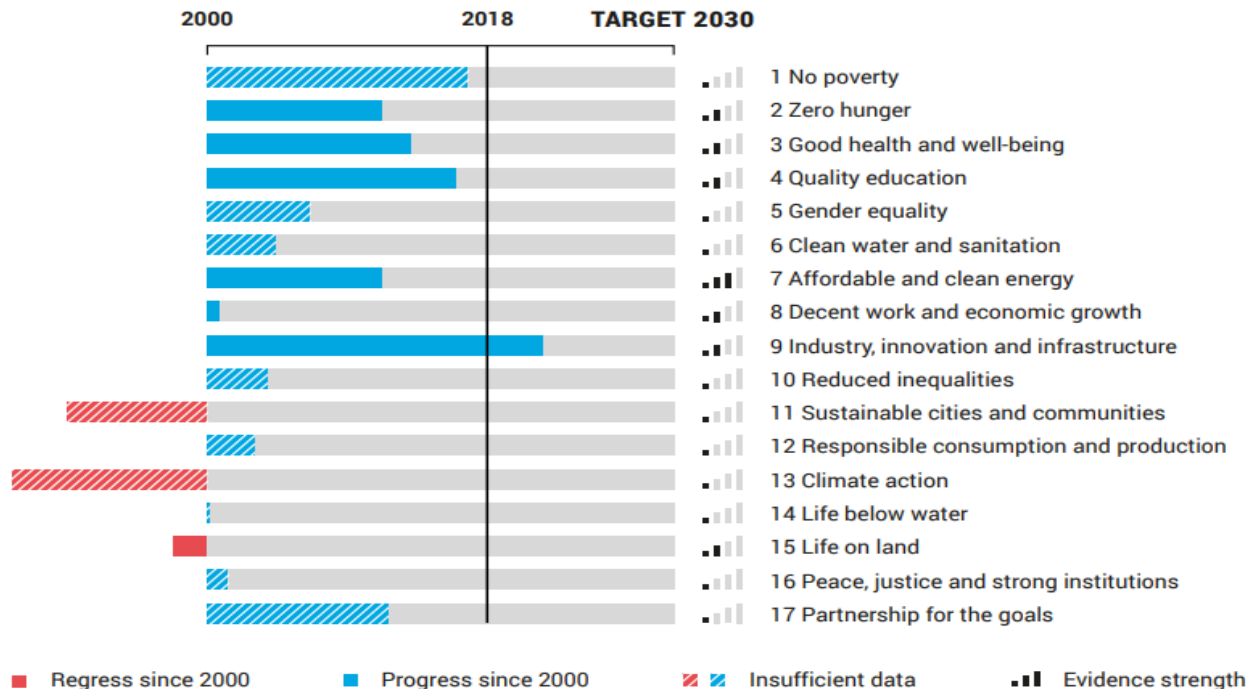 2000 2018 TARGET 2030
1 No poverty
2 Zero hunger
3 Good health and well-being
4 Quality education
5 Gender equality
6 Clean water and sanitation
7 Affordable and clean energy
8 Decent work and economic growth
9 Industry, innovation and infrastructure
10 Reduced inequalities
11 Sustainable cities and communities
12 Responsible consumption and production
13 Climate action
14 Life below water
15 Life on land
16 Peace, justice and strong institutions
17 Partnership for the goals
Regress since 2000 Progress since 2000 Insufficient data Evidence strength